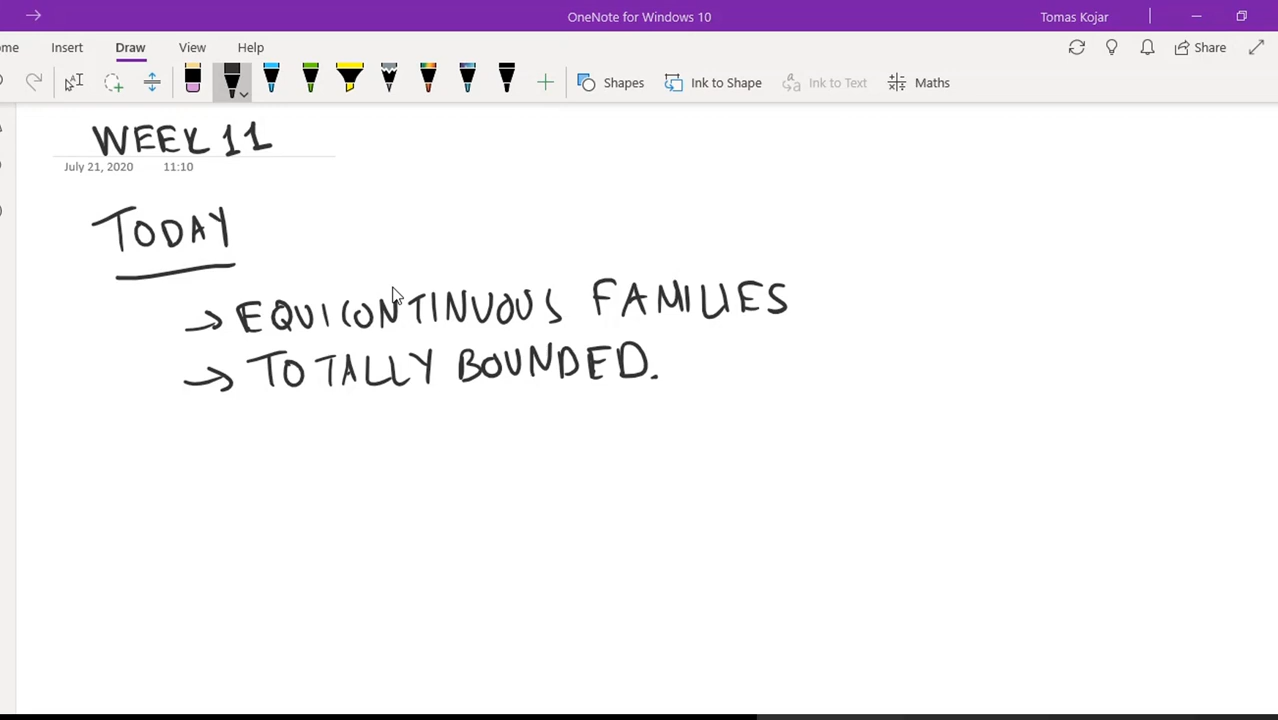 OneNote for Windows 10
Tomas Kojar
ome Insert Draw View Help
Share
Shapes Ink to Shape Ink to Text Maths
WEEK 11
July 21, 2020 11:10
TODAY
→ EQUICONTINUOUS FAMILIES
→ TOTALLY BOUNDED.